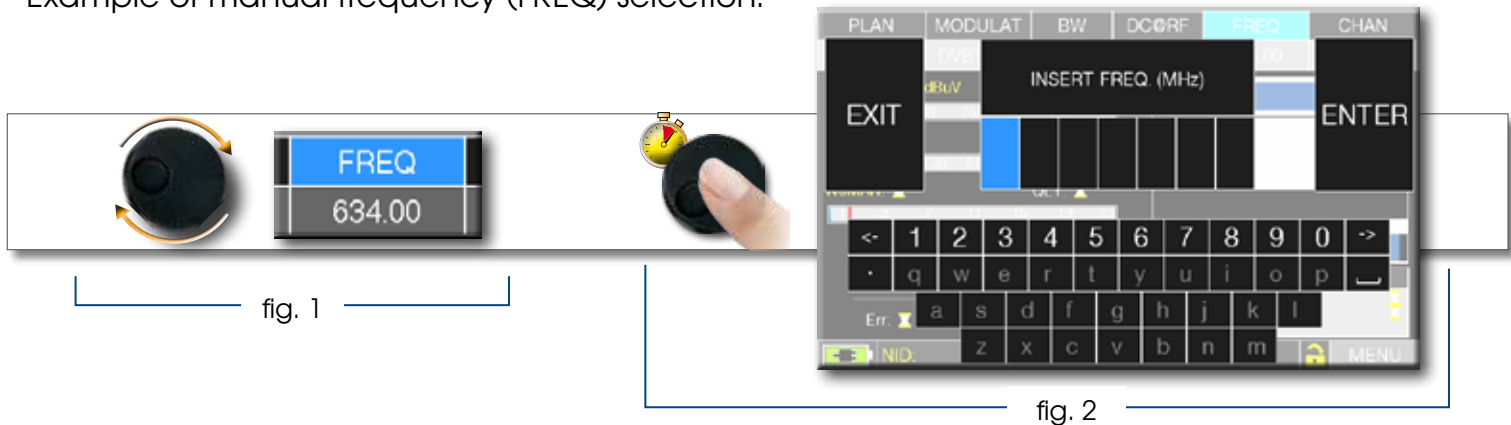 Example of manual frequency (FREQ) selection:
PLAN MODULAT BW DC@RF FREQ CHAN
DVBT 00
INSERT FREQ. (MHz)
dBuV
EXIT ENTER
FREQ
634.00
<- 1 2 3 4 5 6 7 8 9 0 ->
. q w e r t y u i o p
a s d f g h j k l
Err:
z x c v b n m
NID: MENU
fig. 1
fig. 2